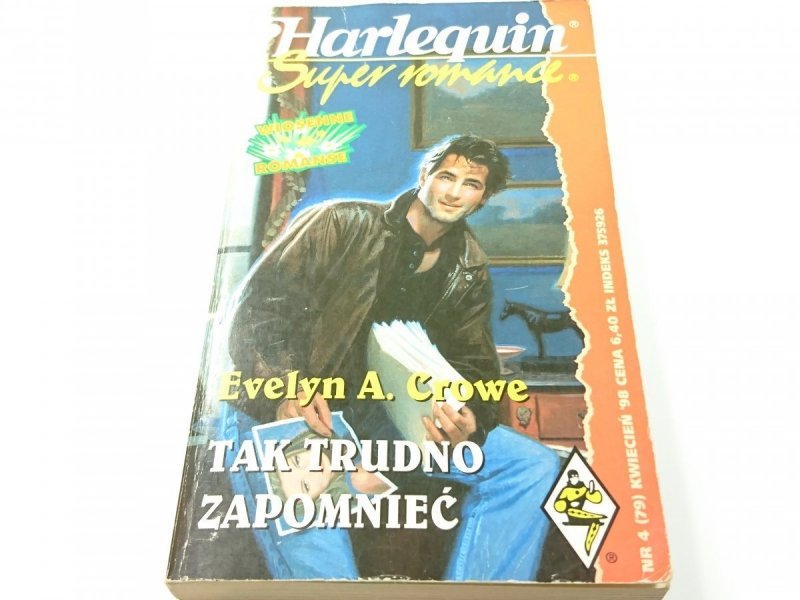 Harlequin®
Super romance®
WIOSENNE
ROMANSE
Evelyn A. Crowe
TAK TRUDNO
ZAPOMNIEĆ
NR 4 (79) KWIECIEŃ '98 CENA 6,40 ZŁ INDEKS 375926
®